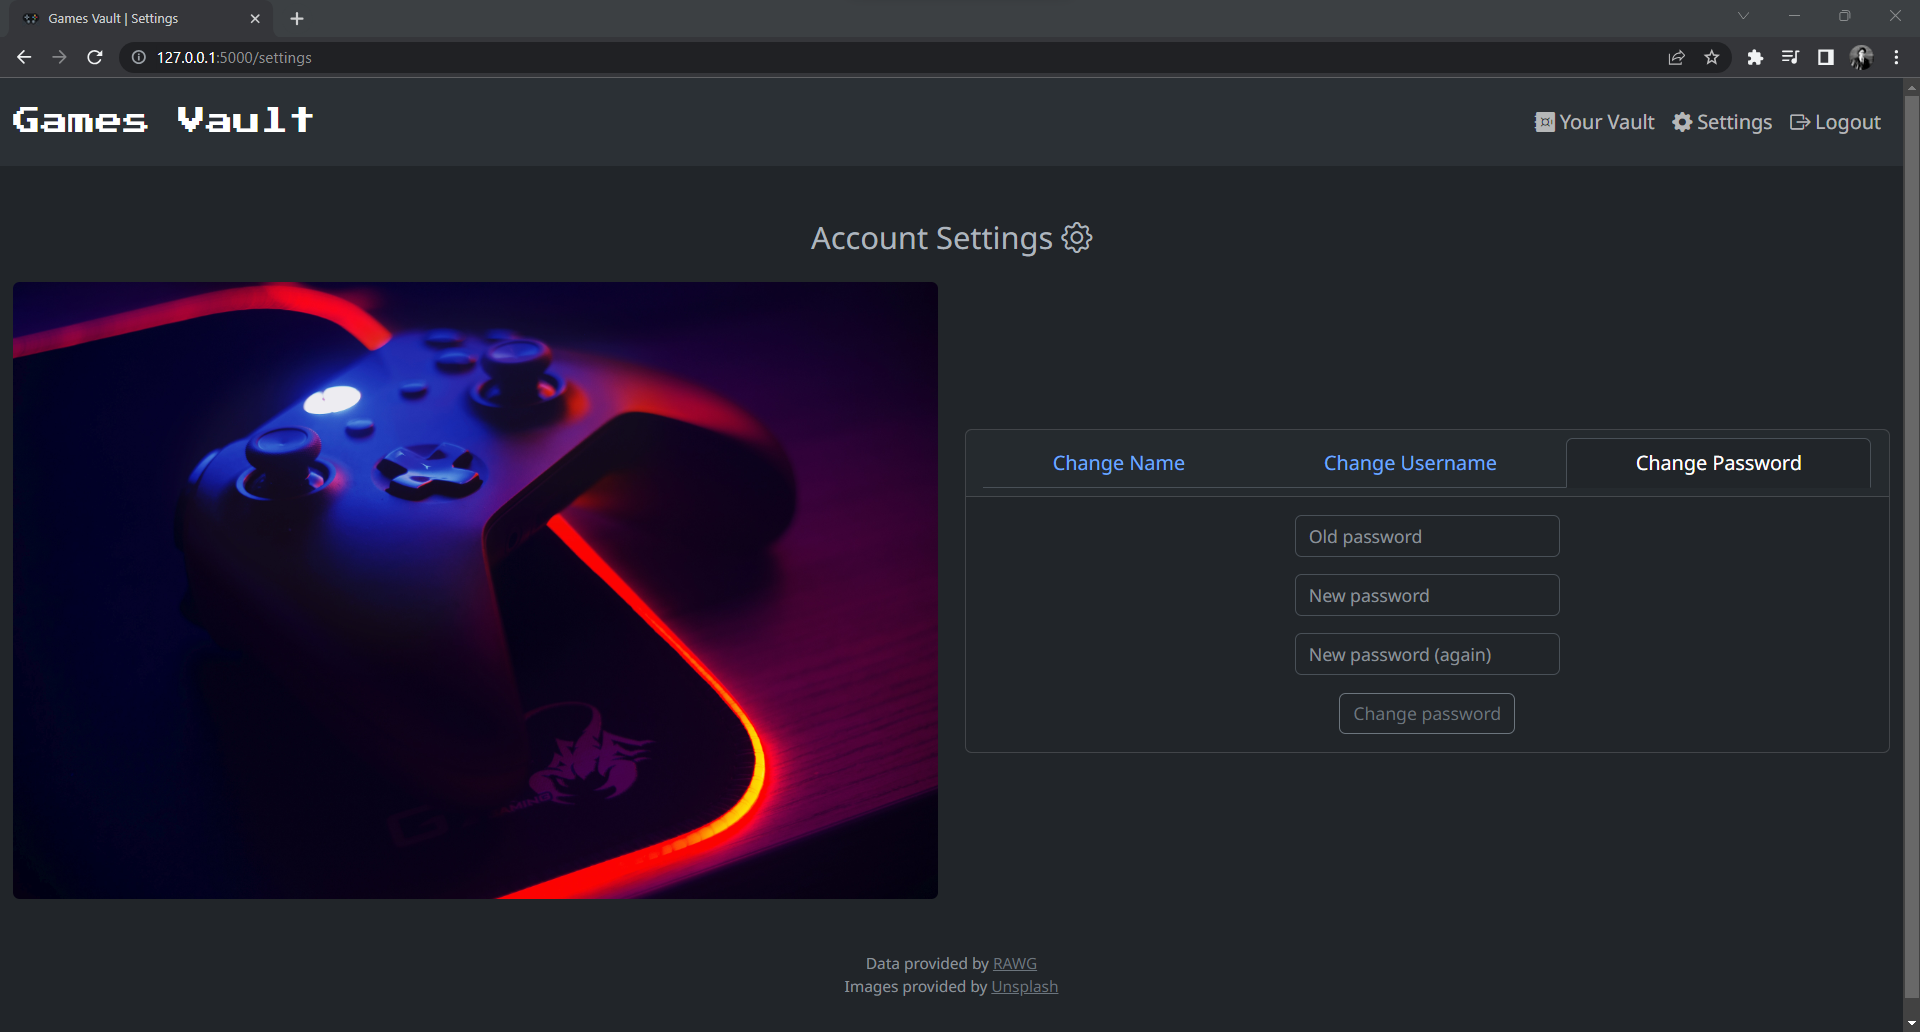 Games Vault | Settings
127.0.0.1:5000/settings
Games Vault
Your Vault Settings Logout
Account Settings
Change Name Change Username Change Password
Old password
New password
New password (again)
Change password
Data provided by RAWG
Images provided by Unsplash